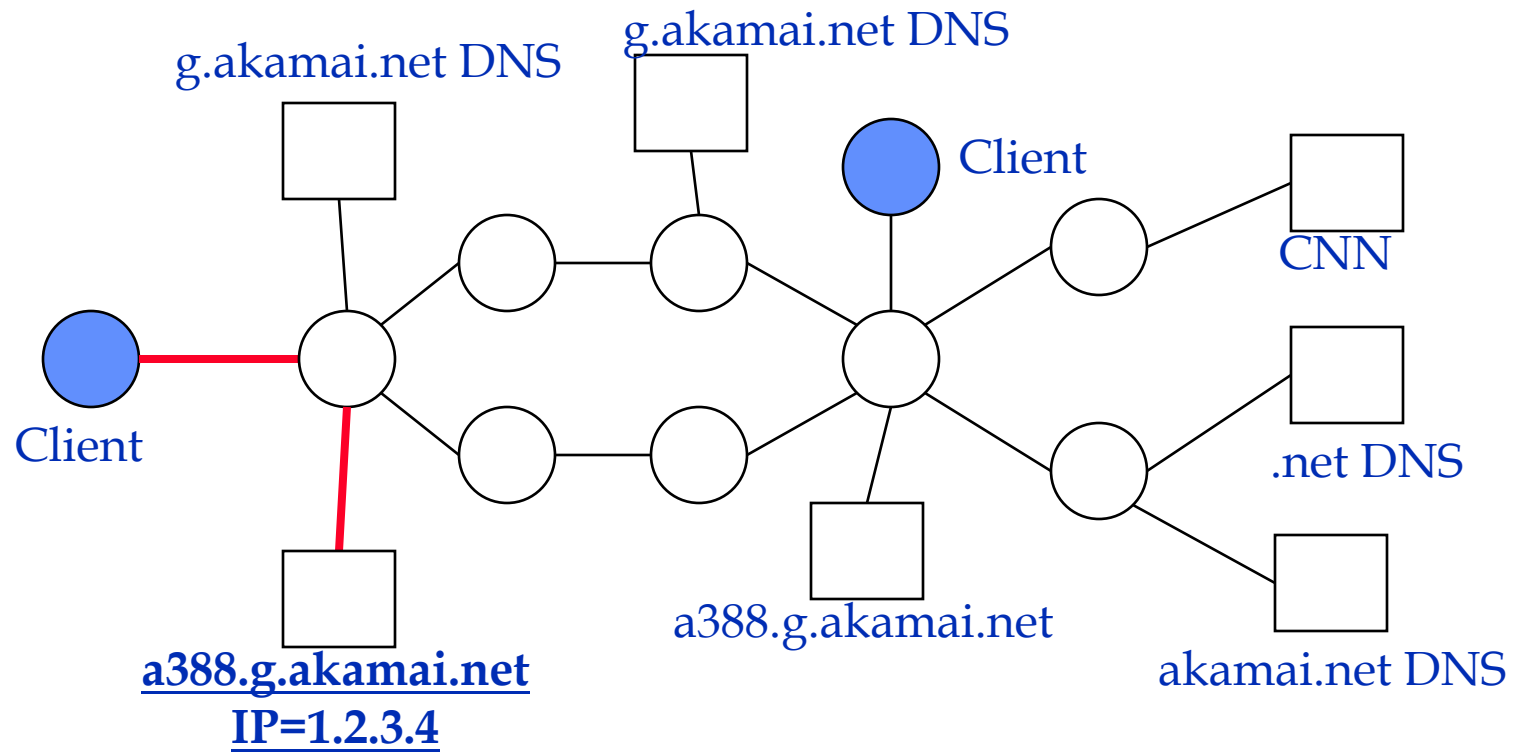 g.akamai.net DNS
g.akamai.net DNS
Client
CNN
Client
.net DNS
a388.g.akamai.net
akamai.net DNS
a388.g.akamai.net
IP=1.2.3.4